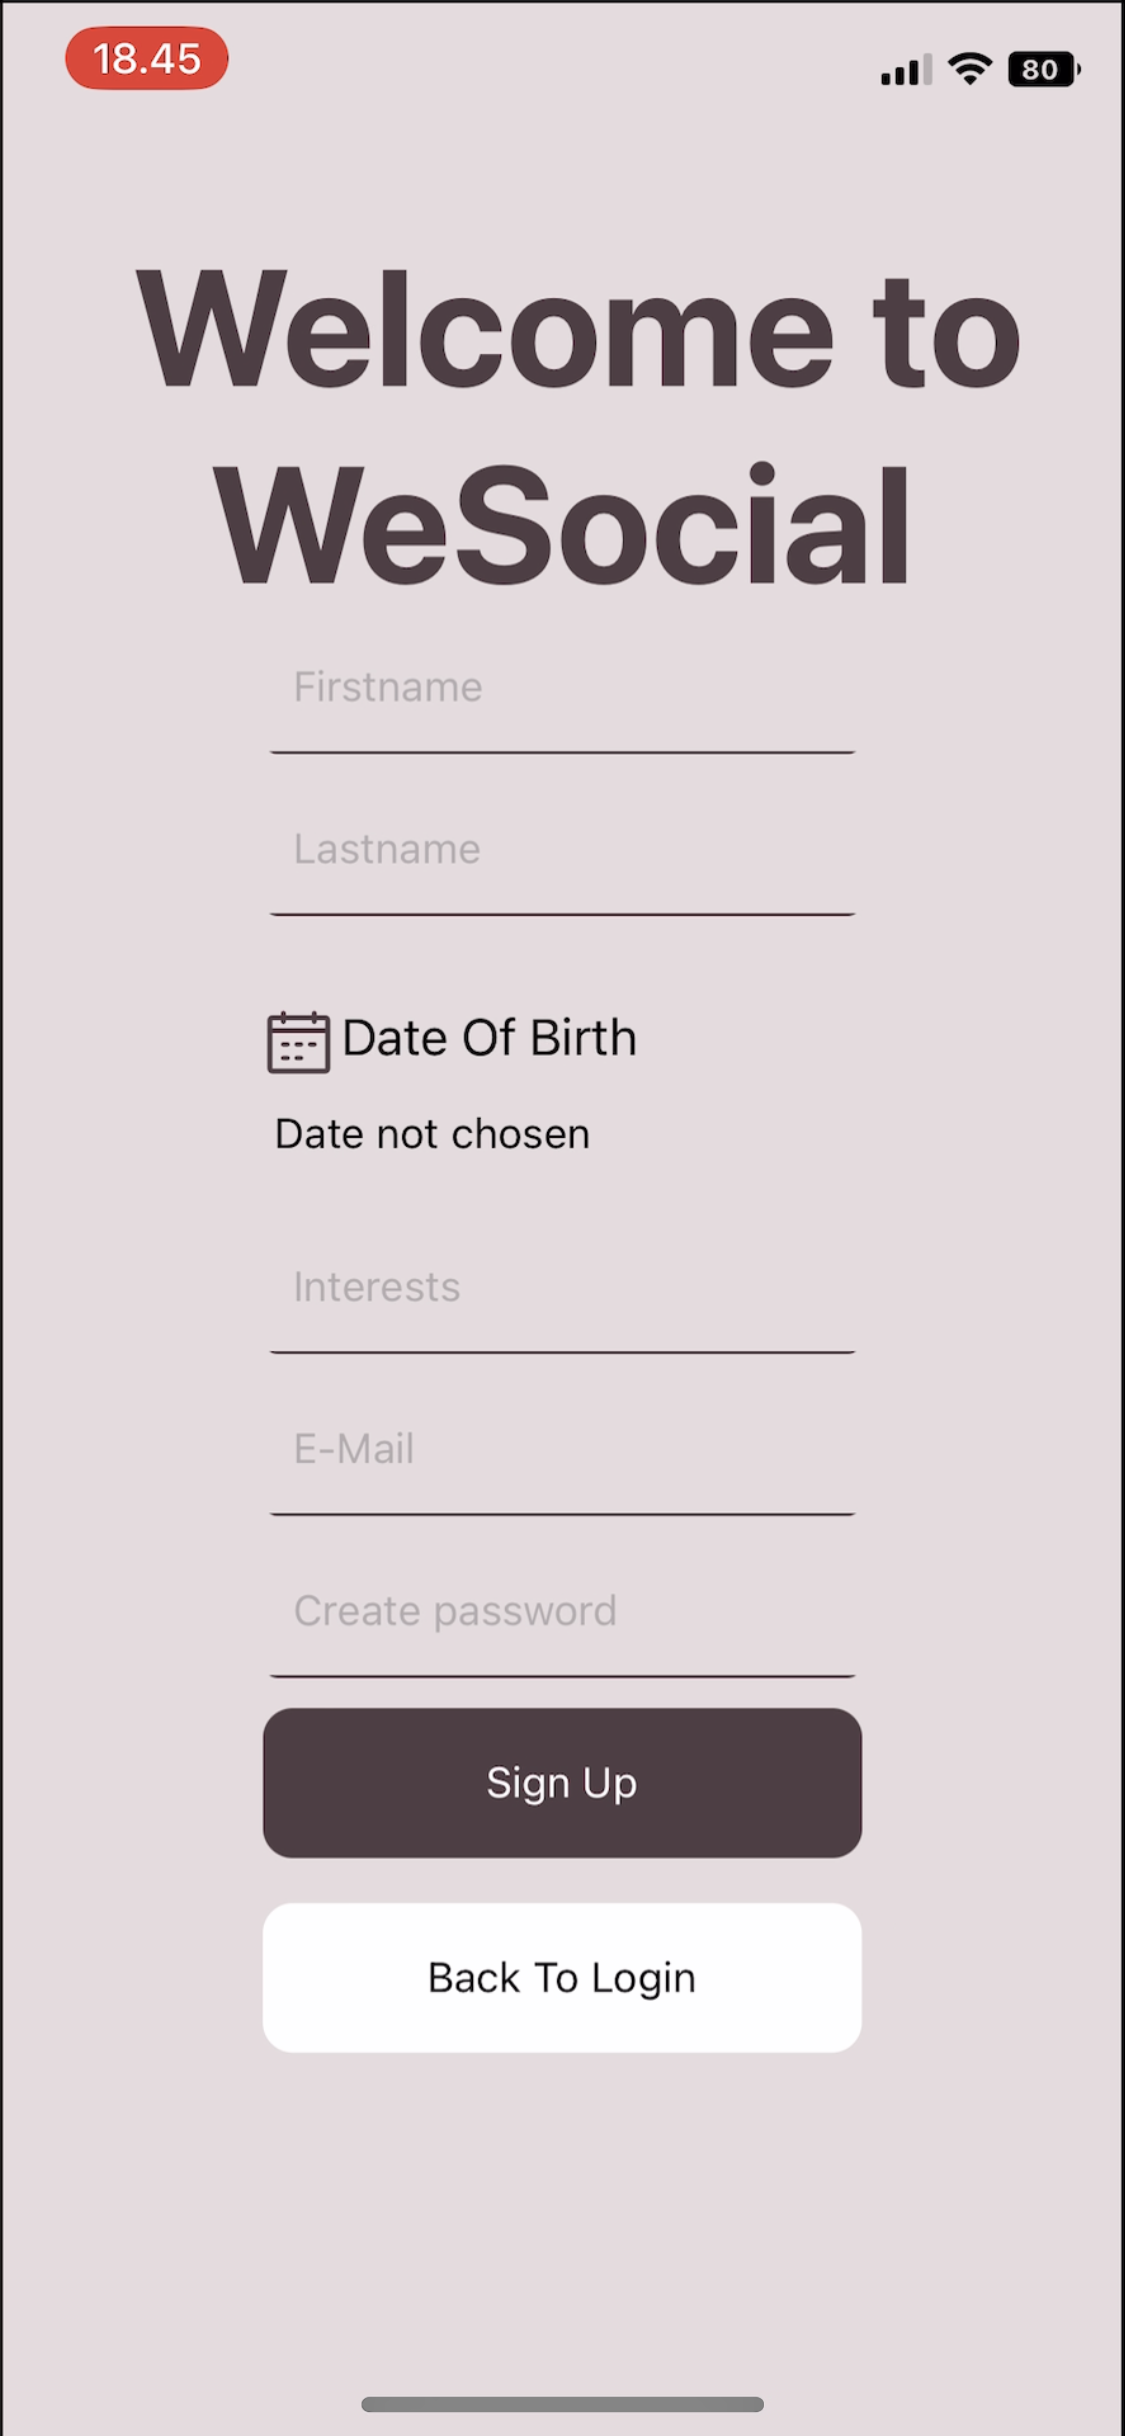 18.45
80
Welcome to
WeSocial
Firstname
Lastname
Date Of Birth
Date not chosen
Interests
E-Mail
Create password
Sign Up
Back To Login